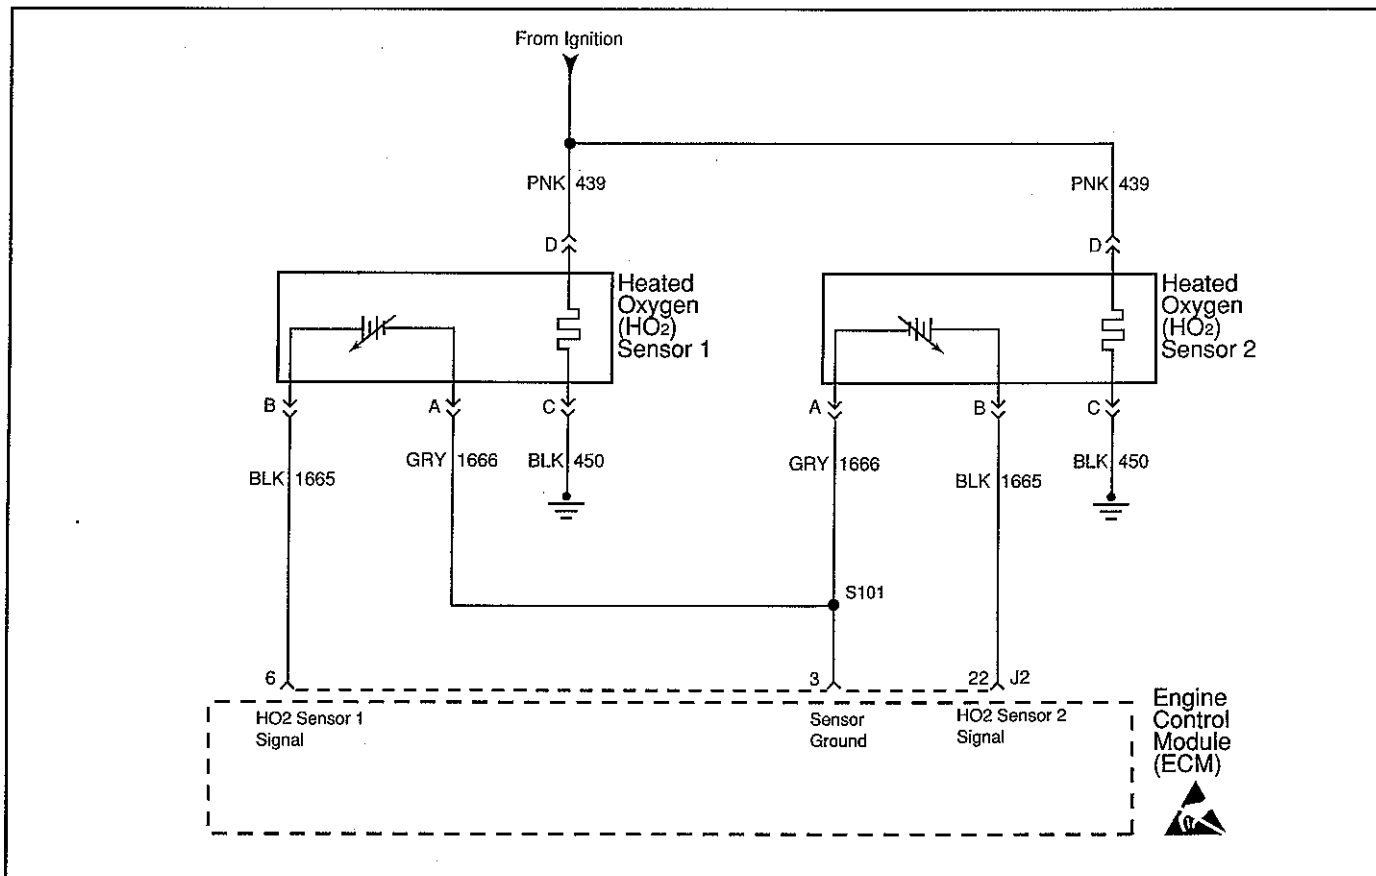 From Ignition
PNK 439
PNK 439
D
D
Heated
Oxygen
(HO2)
Sensor 1
Heated
Oxygen
(HO2)
Sensor 2
B
A
C
A
B
C
BLK 1665
GRY 1666
BLK 450
GRY 1666
BLK 1665
BLK 450
S101
6
3
22
J2
HO2 Sensor 1
Signal
Sensor
Ground
HO2 Sensor 2
Signal
Engine
Control
Module
(ECM)